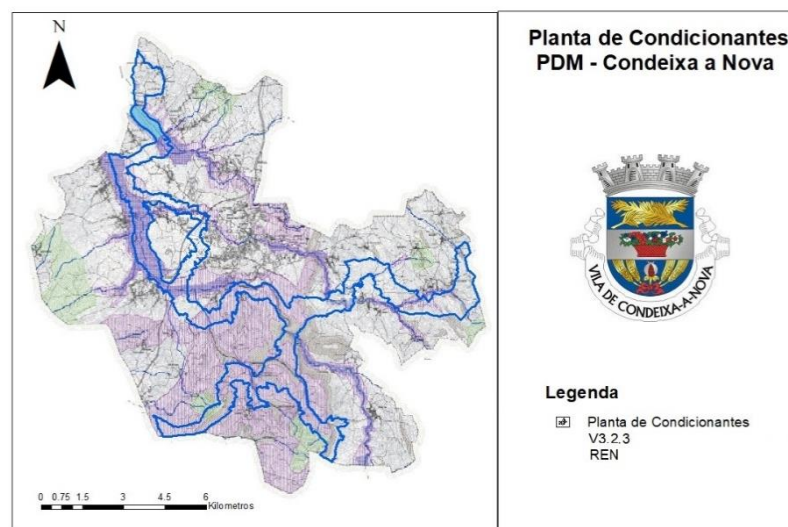 N
0 0.75 1.5 3 4.5 6
Kilometros
Planta de Condicionantes
PDM - Condeixa a Nova
VILA DE CONDEIXA-A-NOVA
Legenda
Planta de Condicionantes
V3.2.3
REN